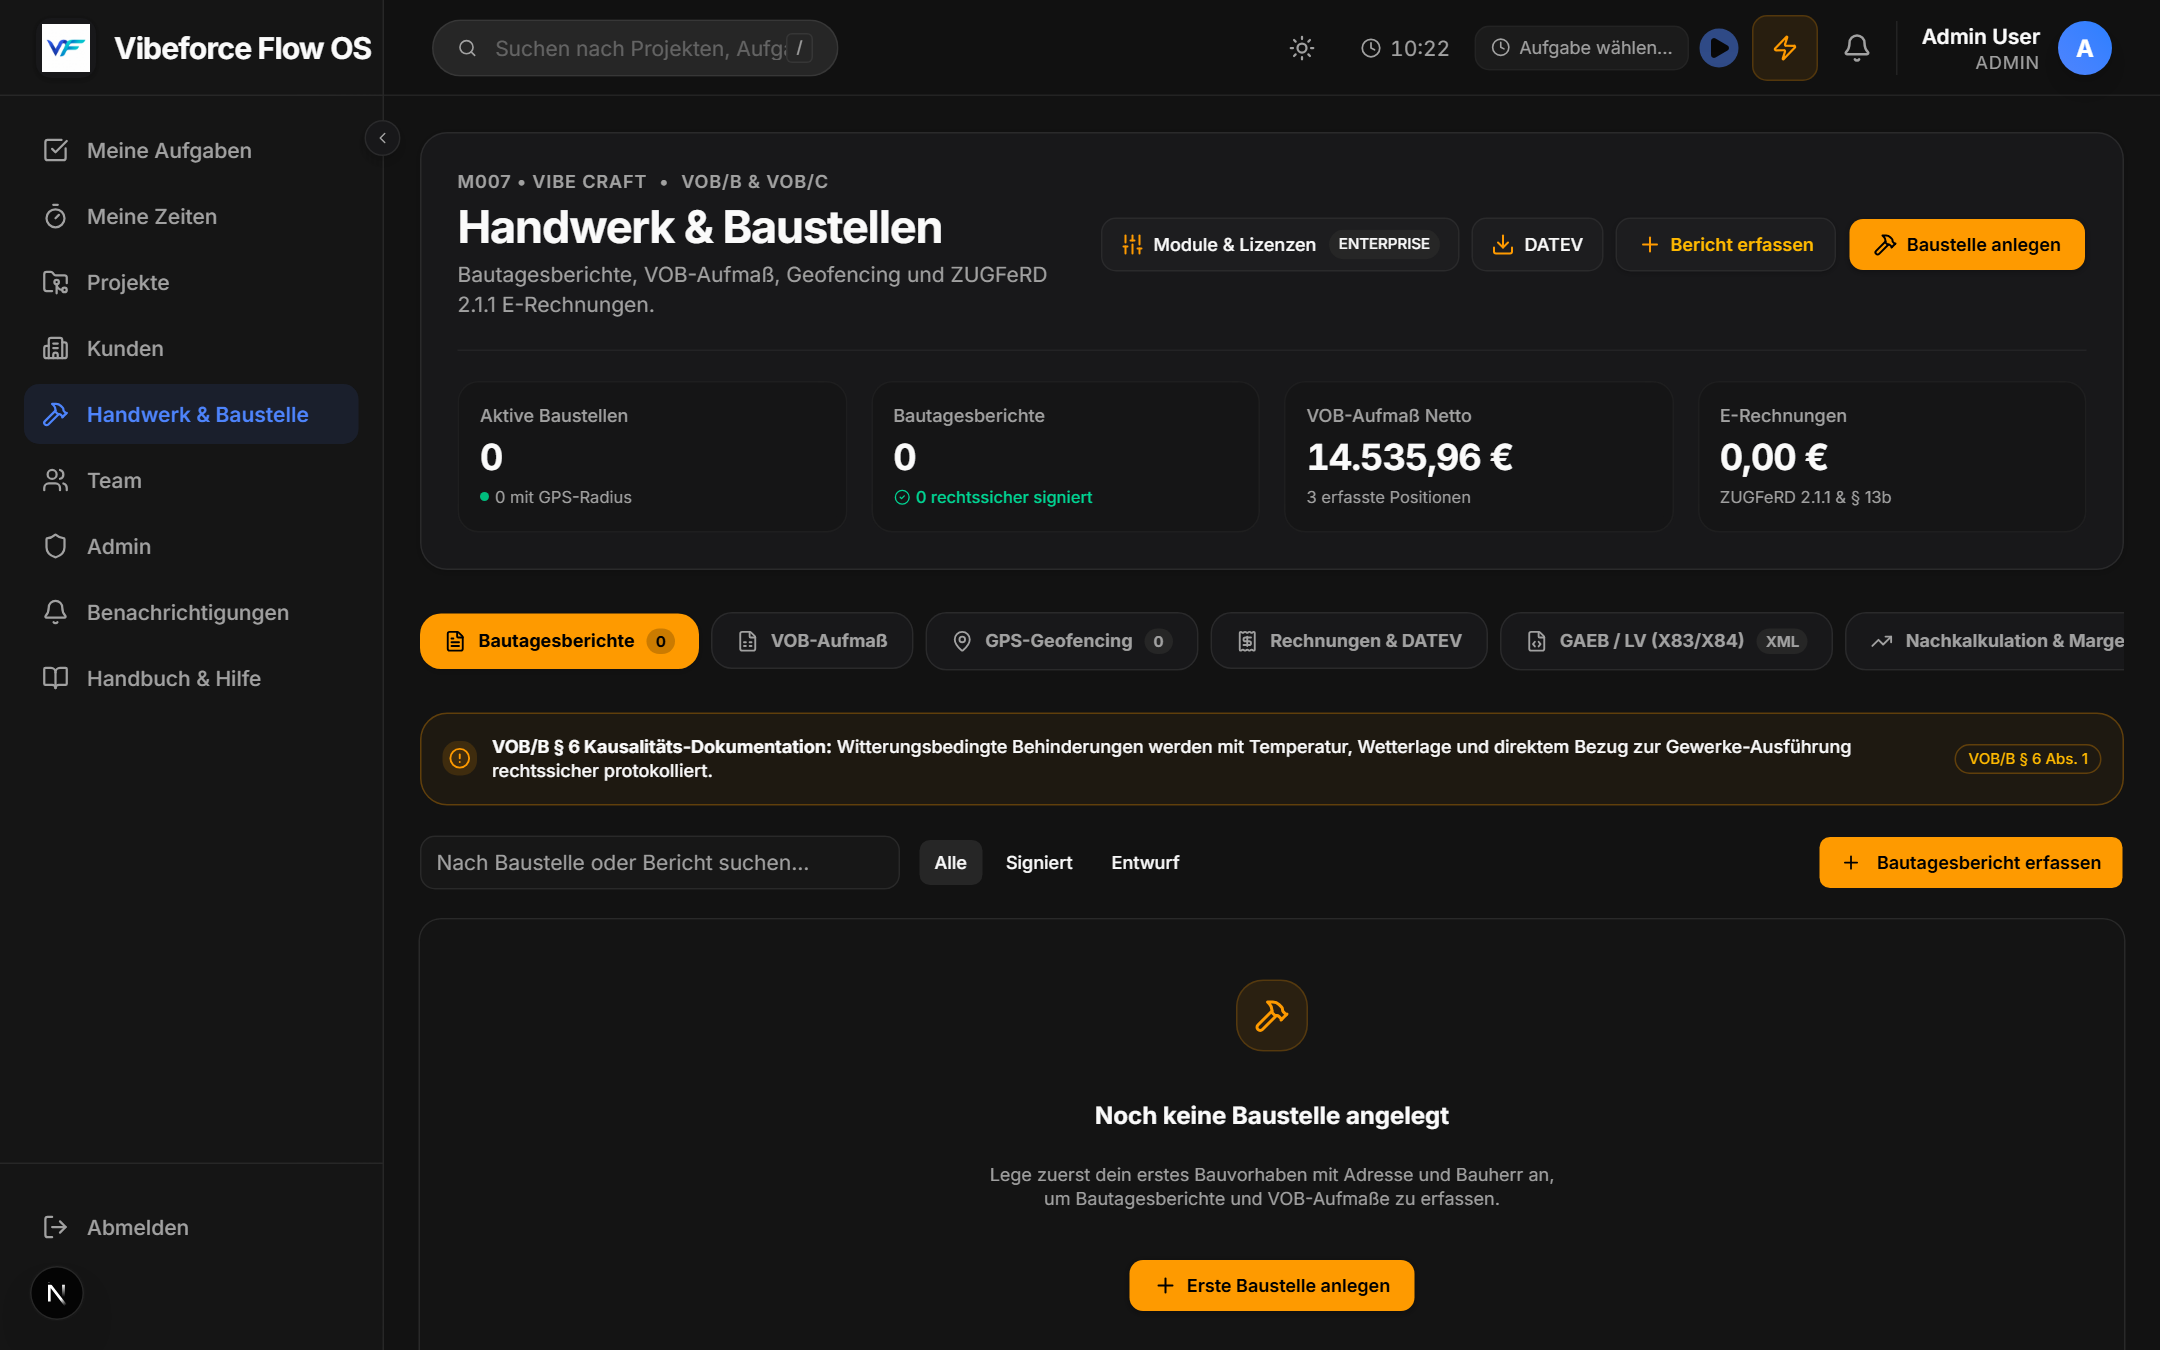 VF
Vibeforce Flow OS
Suchen nach Projekten, Aufga
/
10:22
Aufgabe wählen...
Admin User
ADMIN
A
Meine Aufgaben
Meine Zeiten
Projekte
Kunden
Handwerk & Baustelle
Team
Admin
Benachrichtigungen
Handbuch & Hilfe
Abmelden
N
M007 • VIBE CRAFT • VOB/B & VOB/C
Handwerk & Baustellen
Bautagesberichte, VOB-Aufmaß, Geofencing und ZUGFeRD
2.1.1 E-Rechnungen.
Module & Lizenzen ENTERPRISE
DATEV
Bericht erfassen
Baustelle anlegen
Aktive Baustellen
0
0 mit GPS-Radius
Bautagesberichte
0
0 rechtssicher signiert
VOB-Aufmaß Netto
14.535,96 €
3 erfasste Positionen
E-Rechnungen
0,00 €
ZUGFeRD 2.1.1 & § 13b
Bautagesberichte 0
VOB-Aufmaß
GPS-Geofencing 0
Rechnungen & DATEV
GAEB / LV (X83/X84) XML
Nachkalkulation & Marge
VOB/B § 6 Kausalitäts-Dokumentation: Witterungsbedingte Behinderungen werden mit Temperatur, Wetterlage und direktem Bezug zur Gewerke-Ausführung
rechtssicher protokolliert.
VOB/B § 6 Abs. 1
Nach Baustelle oder Bericht suchen...
Alle
Signiert
Entwurf
Bautagesbericht erfassen
Noch keine Baustelle angelegt
Lege zuerst dein erstes Bauvorhaben mit Adresse und Bauherr an,
um Bautagesberichte und VOB-Aufmaße zu erfassen.
Erste Baustelle anlegen